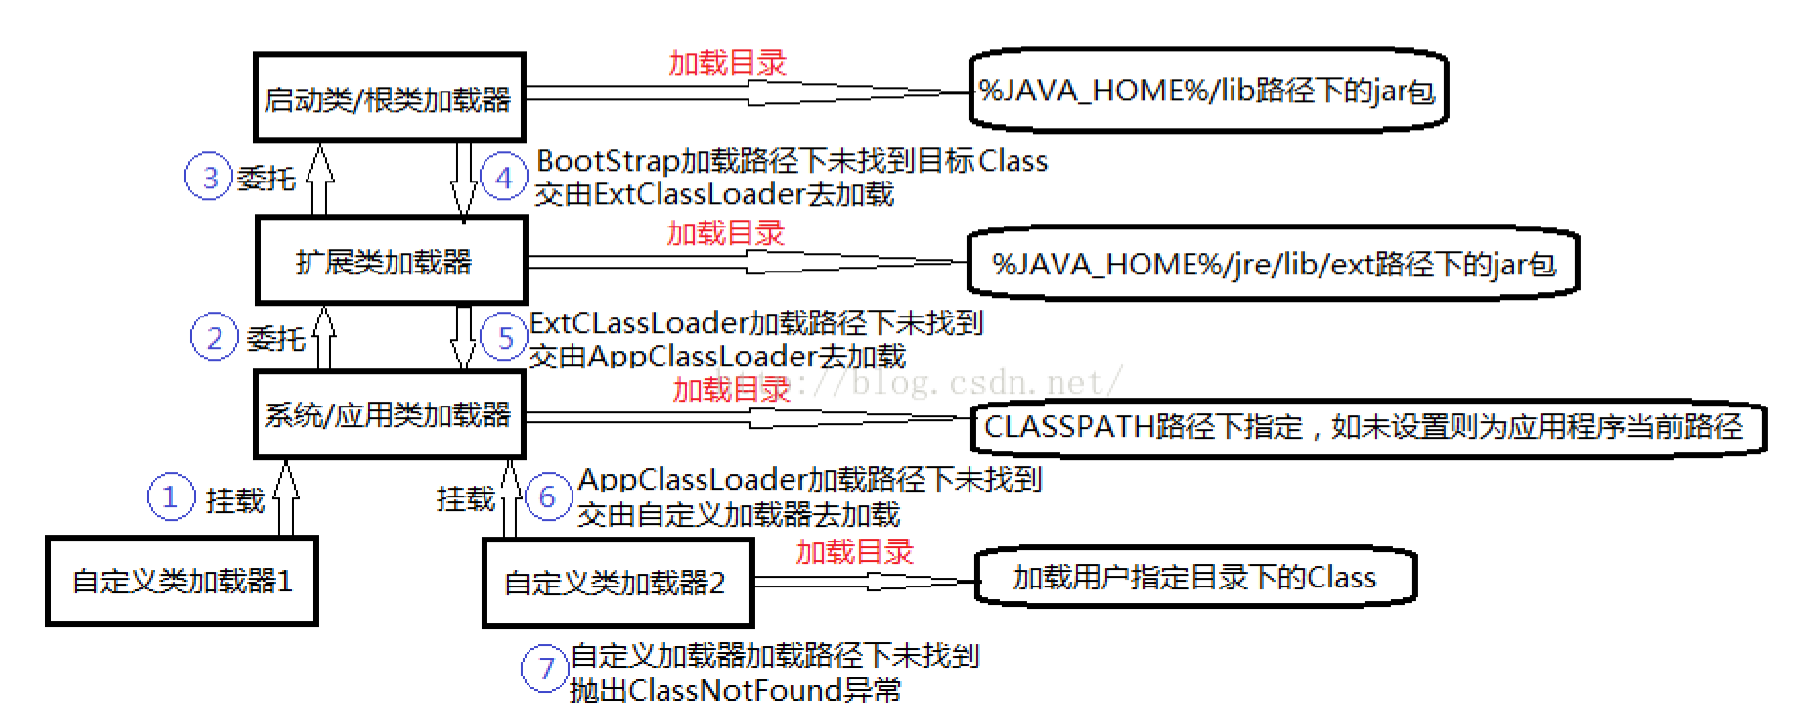 加载目录
启动类/根类加载器
%JAVA_HOME%/lib路径下的jar包
③ 委托
④ BootStrap加载路径下未找到目标Class
交由ExtClassLoader去加载
加载目录
扩展类加载器
%JAVA_HOME%/jre/lib/ext路径下的jar包
② 委托
⑤ ExtCLassLoader加载路径下未找到
交由AppClassLoader去加载
http://blog.csdn.net/
加载目录
系统/应用类加载器
CLASSPATH路径下指定，如未设置则为应用程序当前路径
① 挂载
挂载
⑥ AppClassLoader加载路径下未找到
交由自定义加载器去加载
加载目录
自定义类加载器1
自定义类加载器2
加载用户指定目录下的Class
⑦ 自定义加载器加载路径下未找到
抛出ClassNotFound异常